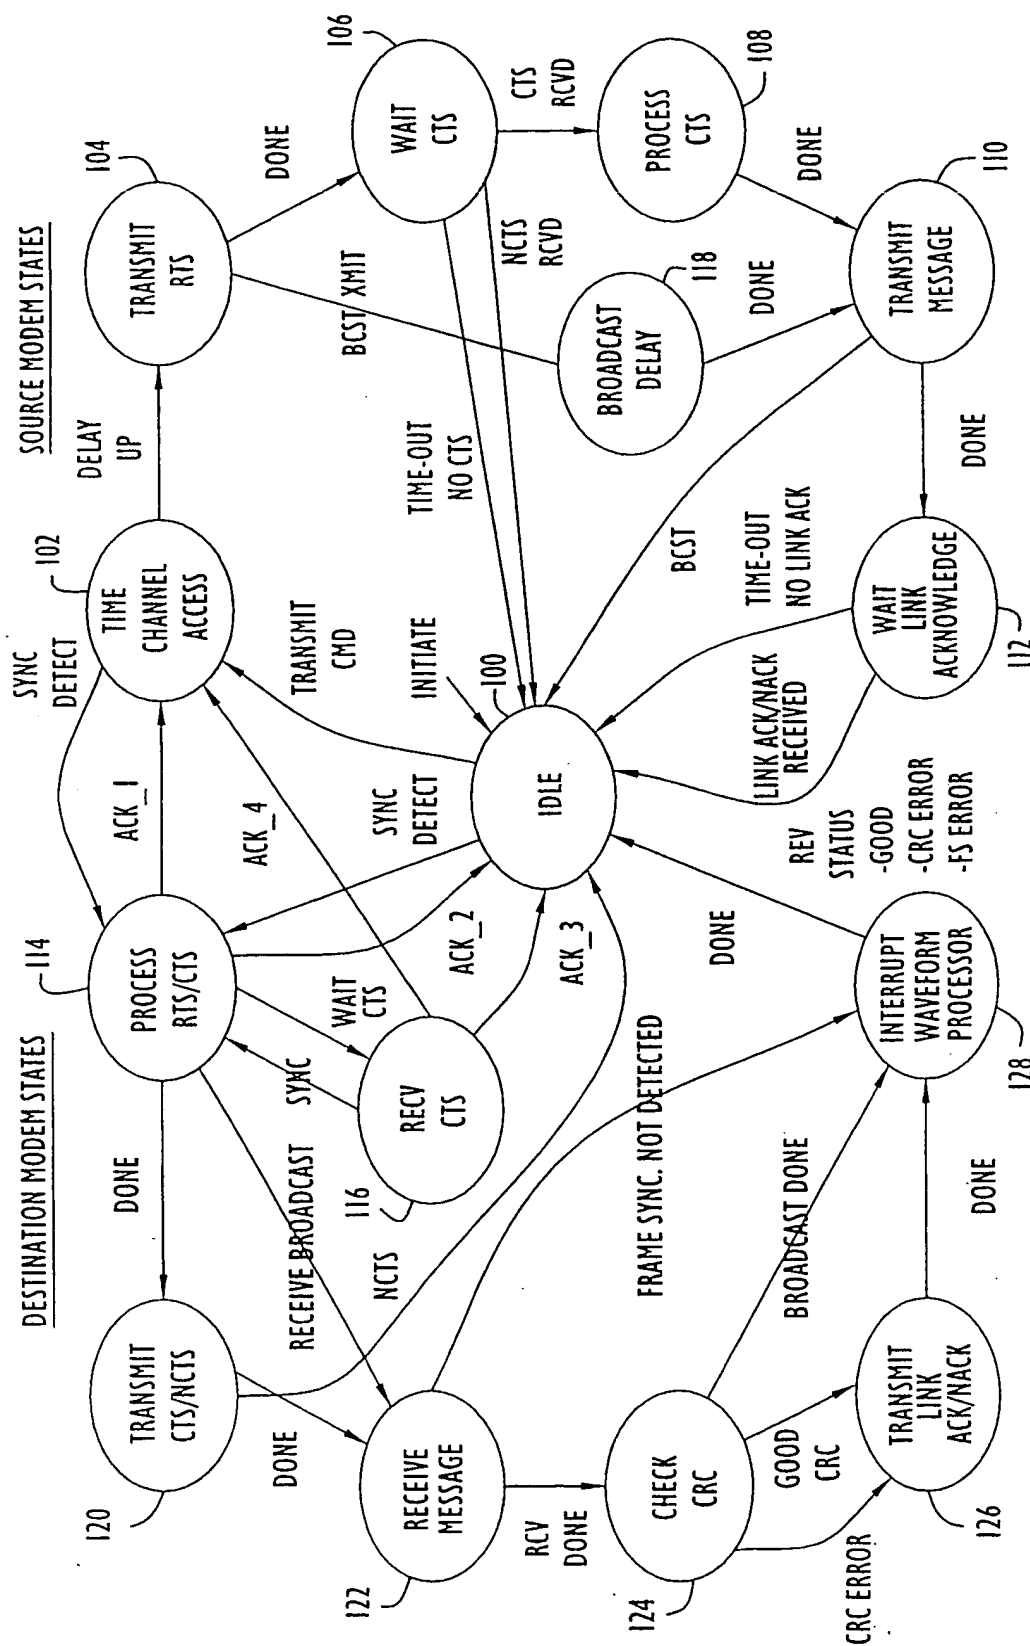 DESTINATION MODEM STATES
SOURCE MODEM STATES
120
TRANSMIT
CTS/NCTS
DONE
114
PROCESS
RTS/CTS
SYNC
DETECT
ACK_1
102
TIME
CHANNEL
ACCESS
DELAY
UP
104
TRANSMIT
RTS
DONE
106
WAIT
CTS
DONE
RECEIVE BROADCAST
SYNC
WAIT
CTS
ACK_4
TRANSMIT
CMD
BCST XMIT
122
RECEIVE
MESSAGE
NCTS
116
RECV
CTS
ACK_2
SYNC
DETECT
INITIATE
100
IDLE
TIME-OUT
NO CTS
NCTS
RCVD
CTS
RCVD
ACK_3
RCV
DONE
FRAME SYNC. NOT DETECTED
118
BROADCAST
DELAY
108
PROCESS
CTS
124
CHECK
CRC
BROADCAST DONE
DONE
LINK ACK/NACK
RECEIVED
TIME-OUT
NO LINK ACK
BCST
DONE
DONE
GOOD
CRC
CRC ERROR
REV
STATUS
-GOOD
-CRC ERROR
-FS ERROR
126
TRANSMIT
LINK
ACK/NACK
DONE
128
INTERRUPT
WAVEFORM
PROCESSOR
112
WAIT
LINK
ACKNOWLEDGE
DONE
110
TRANSMIT
MESSAGE